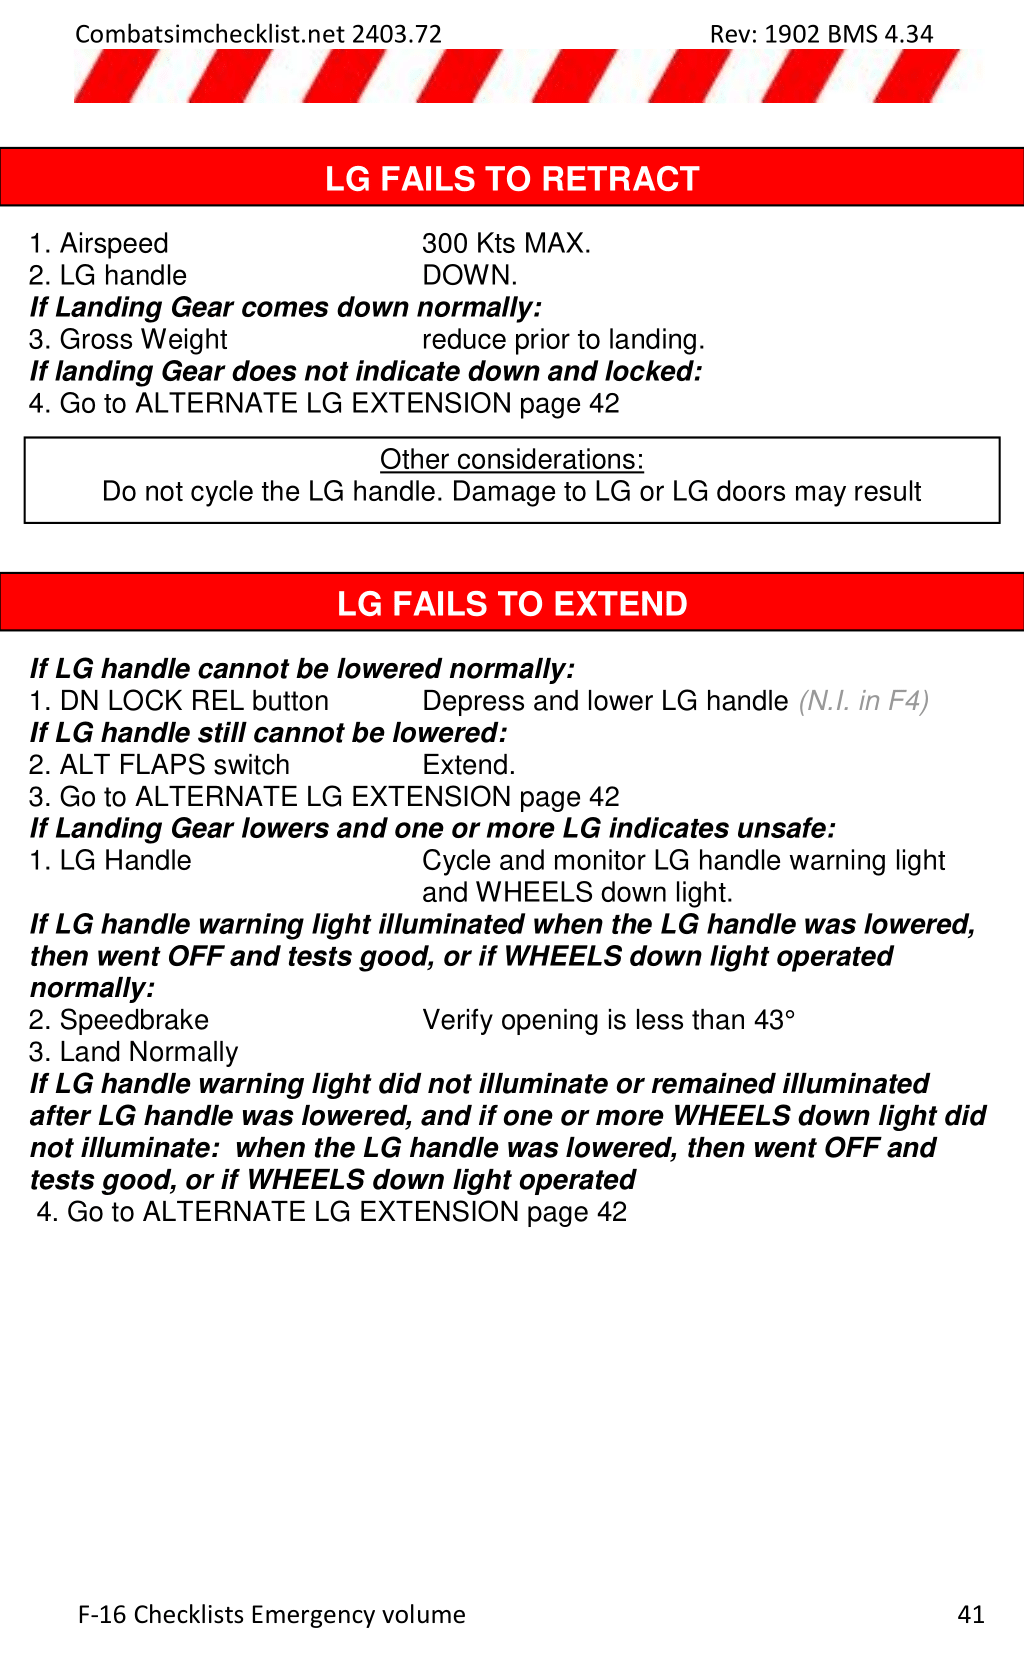 Combatsimchecklist.net 2403.72 Rev: 1902 BMS 4.34
LG FAILS TO RETRACT
1. Airspeed 300 Kts MAX.
2. LG handle DOWN.
If Landing Gear comes down normally:
3. Gross Weight reduce prior to landing.
If landing Gear does not indicate down and locked:
4. Go to ALTERNATE LG EXTENSION page 42
Other considerations:
Do not cycle the LG handle. Damage to LG or LG doors may result
LG FAILS TO EXTEND
If LG handle cannot be lowered normally:
1. DN LOCK REL button Depress and lower LG handle (N.I. in F4)
If LG handle still cannot be lowered:
2. ALT FLAPS switch Extend.
3. Go to ALTERNATE LG EXTENSION page 42
If Landing Gear lowers and one or more LG indicates unsafe:
1. LG Handle Cycle and monitor LG handle warning light
and WHEELS down light.
If LG handle warning light illuminated when the LG handle was lowered,
then went OFF and tests good, or if WHEELS down light operated
normally:
2. Speedbrake Verify opening is less than 43°
3. Land Normally
If LG handle warning light did not illuminate or remained illuminated
after LG handle was lowered, and if one or more WHEELS down light did
not illuminate: when the LG handle was lowered, then went OFF and
tests good, or if WHEELS down light operated
4. Go to ALTERNATE LG EXTENSION page 42
F-16 Checklists Emergency volume 41